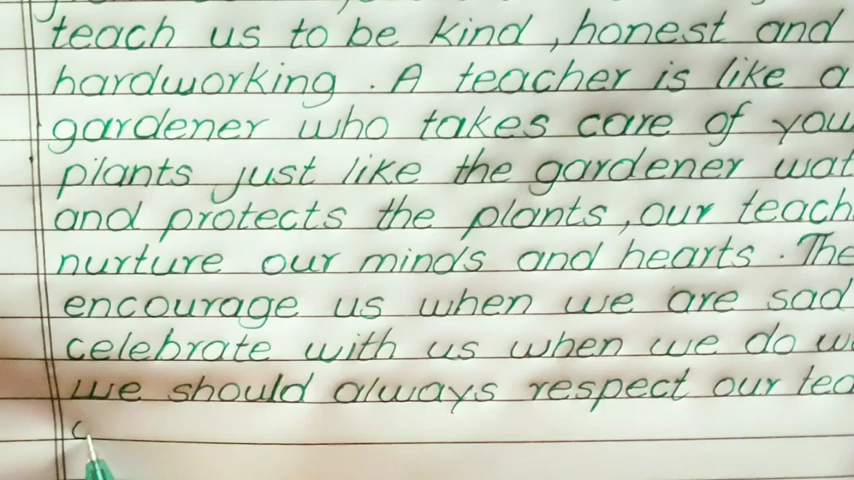 teach us to be kind, honest and
hardworking. A teacher is like a
gardener who takes care of you
plants just like the gardener wat
and protects the plants, our teach
nurture our minds and hearts. The
encourage us when we are sad
celebrate with us when we do w
we should always respect our tea